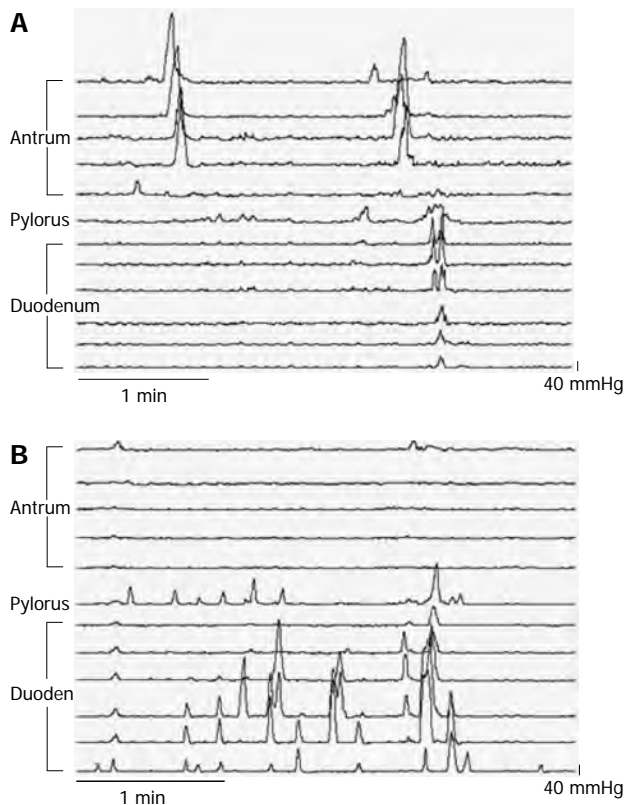 A
Antrum
Pylorus
Duodenum
1 min
40 mmHg
B
Antrum
Pylorus
Duoden
1 min
40 mmHg